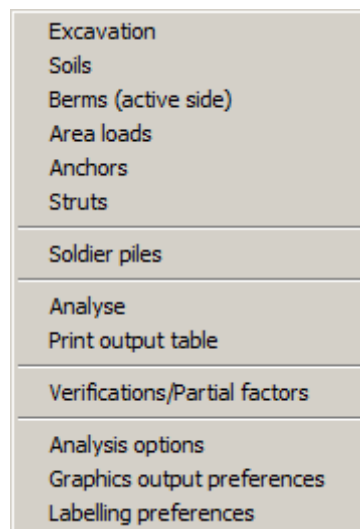 Excavation
Soils
Berms (active side)
Area loads
Anchors
Struts
Soldier piles
Analyse
Print output table
Verifications/Partial factors
Analysis options
Graphics output preferences
Labelling preferences